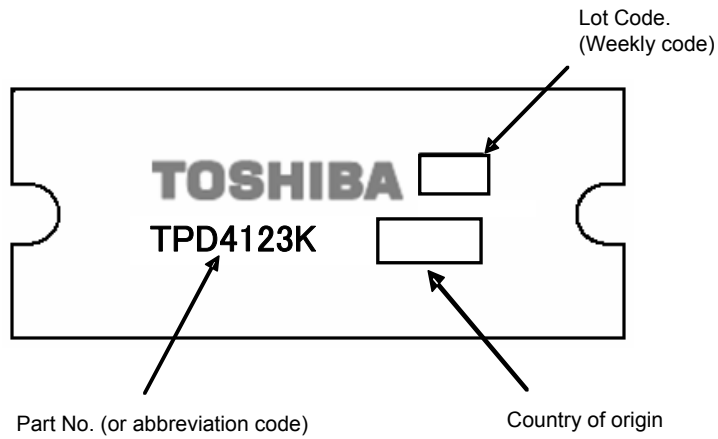 Lot Code.
(Weekly code)
TOSHIBA
TPD4123K
Part No. (or abbreviation code)
Country of origin